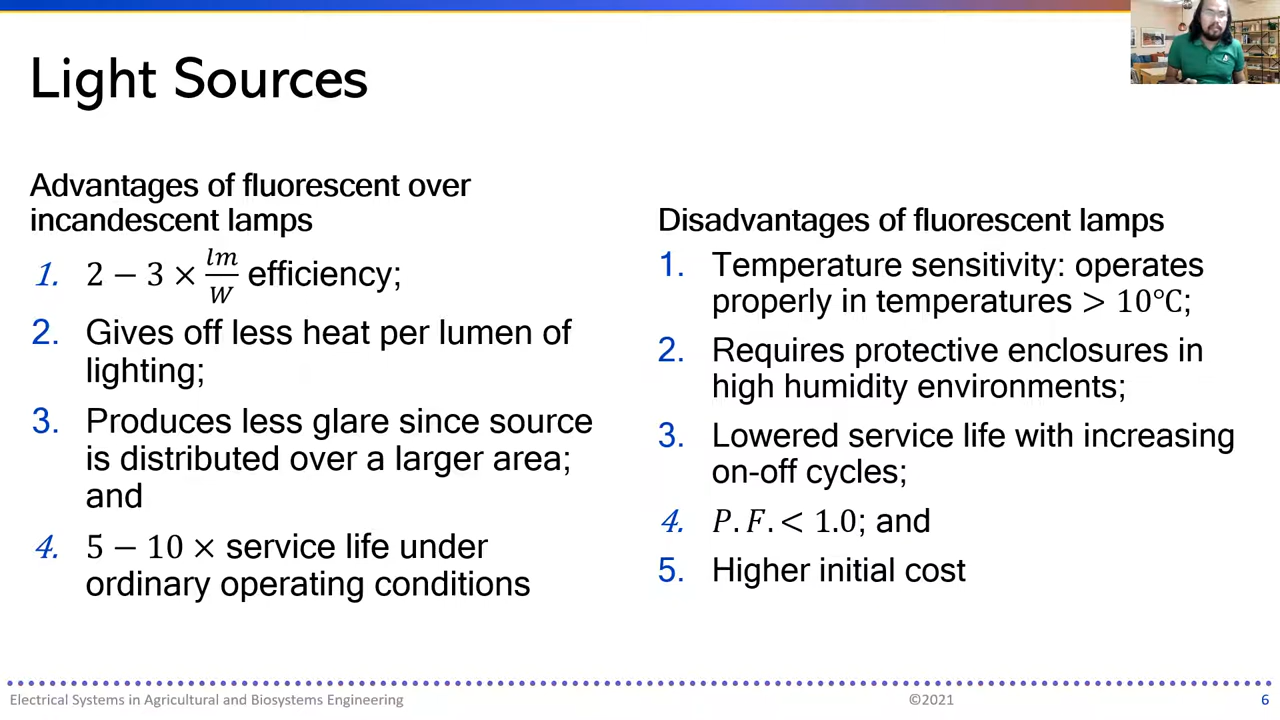 Light Sources
Advantages of fluorescent over
incandescent lamps
1. 2 − 3 × lm/W efficiency;
2. Gives off less heat per lumen of
lighting;
3. Produces less glare since source
is distributed over a larger area;
and
4. 5 − 10 × service life under
ordinary operating conditions
Disadvantages of fluorescent lamps
1. Temperature sensitivity: operates
properly in temperatures > 10°C;
2. Requires protective enclosures in
high humidity environments;
3. Lowered service life with increasing
on-off cycles;
4. P.F. < 1.0; and
5. Higher initial cost
Electrical Systems in Agricultural and Biosystems Engineering
©2021
6